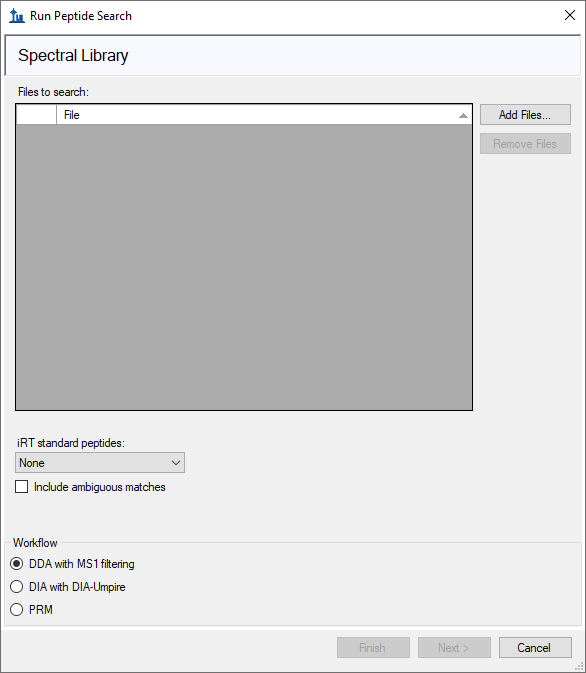 Run Peptide Search
Spectral Library
Files to search:
File
Add Files...
Remove Files
iRT standard peptides:
None
Include ambiguous matches
Workflow
DDA with MS1 filtering
DIA with DIA-Umpire
PRM
Finish
Next >
Cancel